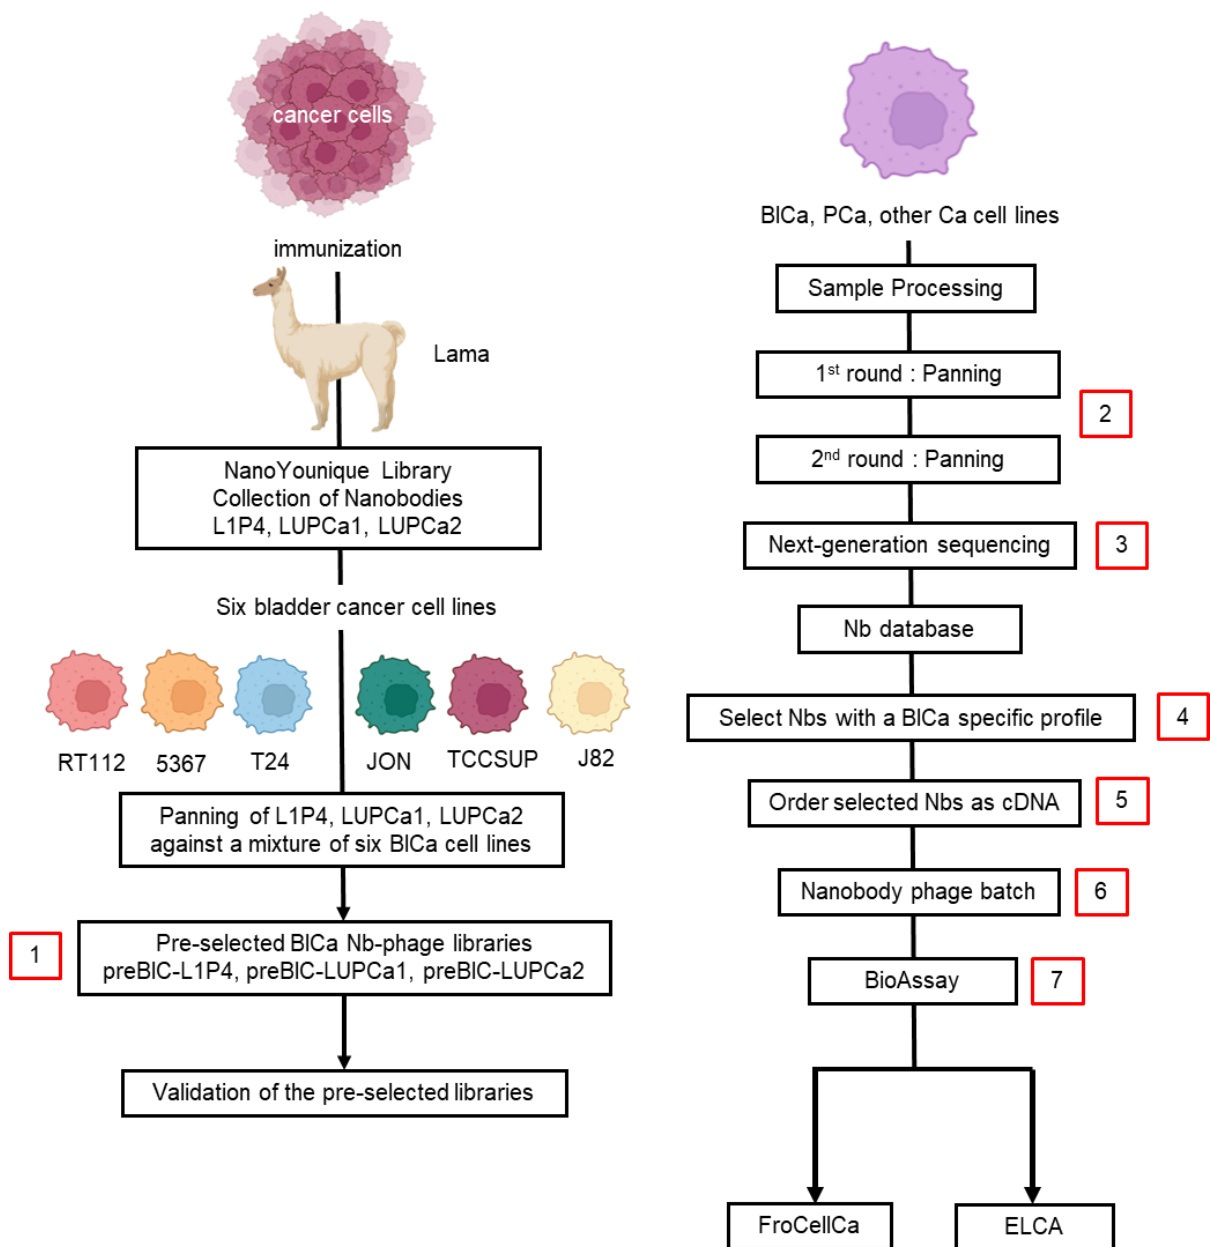 cancer cells
immunization
Lama
NanoYounique Library
Collection of Nanobodies
L1P4, LUPCa1, LUPCa2
Six bladder cancer cell lines
RT112
5367
T24
JON
TCCSUP
J82
Panning of L1P4, LUPCa1, LUPCa2
against a mixture of six BlCa cell lines
1
Pre-selected BlCa Nb-phage libraries
preBlC-L1P4, preBlC-LUPCa1, preBlC-LUPCa2
Validation of the pre-selected libraries
BlCa, PCa, other Ca cell lines
Sample Processing
1st round : Panning
2
2nd round : Panning
Next-generation sequencing
3
Nb database
Select Nbs with a BlCa specific profile
4
Order selected Nbs as cDNA
5
Nanobody phage batch
6
BioAssay
7
FroCellCa
ELCA